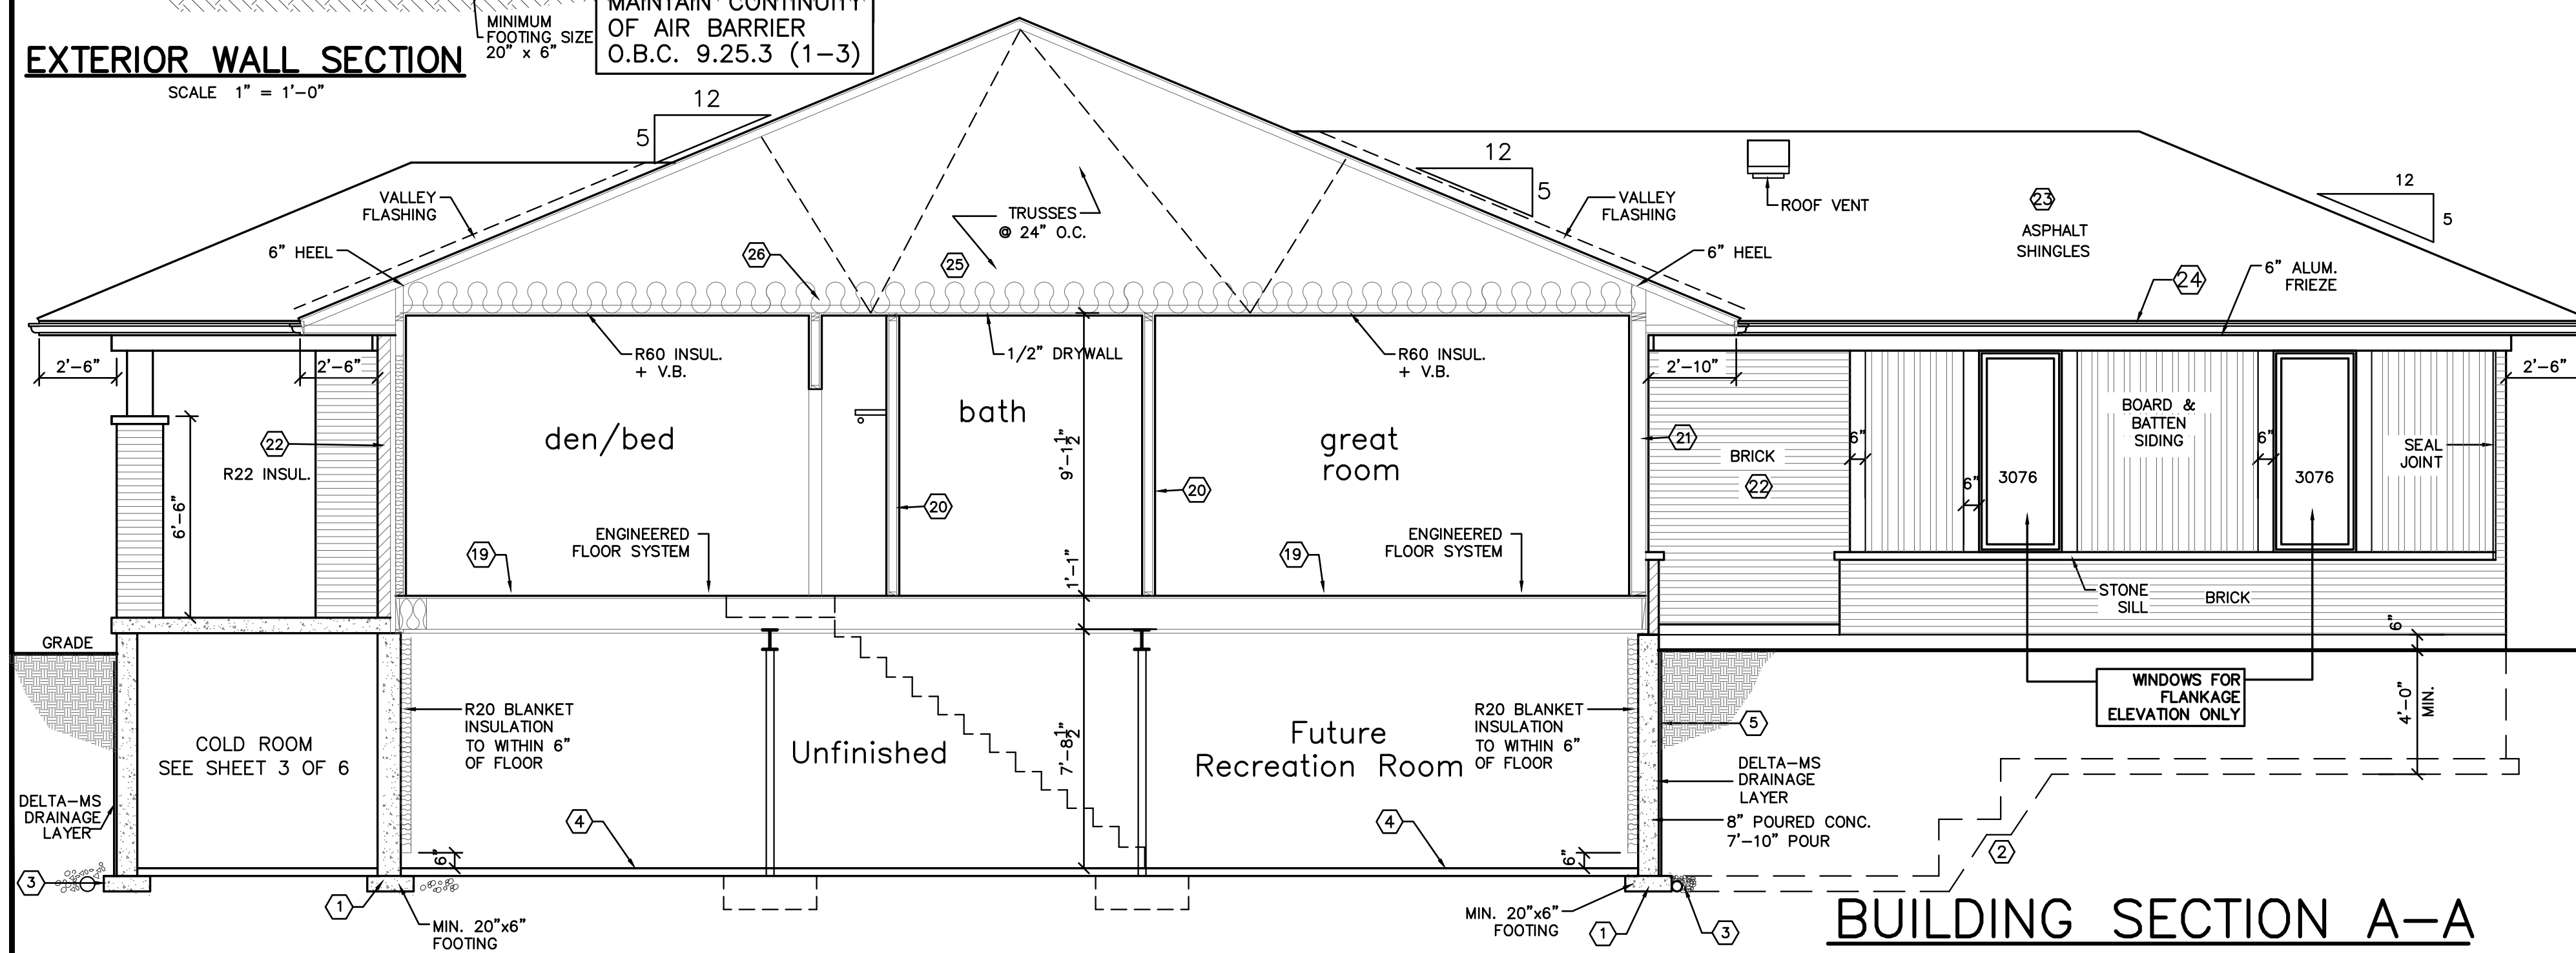 MINIMUM
FOOTING SIZE
20" x 6"
MAINTAIN CONTINUITY
OF AIR BARRIER
O.B.C. 9.25.3 (1-3)
EXTERIOR WALL SECTION
SCALE 1" = 1'-0"
12
5
12
5
12
5
VALLEY
FLASHING
6" HEEL
26
TRUSSES
@ 24" O.C.
25
VALLEY
FLASHING
6" HEEL
ROOF VENT
23
ASPHALT
SHINGLES
24
6" ALUM.
FRIEZE
2'-6"
2'-6"
R60 INSUL.
+ V.B.
1/2" DRYWALL
R60 INSUL.
+ V.B.
2'-10"
2'-6"
22
R22 INSUL.
6'-6"
den/bed
bath
9'-1 1/2"
great
room
21
BRICK
22
6"
6"
3076
BOARD &
BATTEN
SIDING
6"
3076
SEAL
JOINT
20
20
19
ENGINEERED
FLOOR SYSTEM
1'-1"
19
ENGINEERED
FLOOR SYSTEM
STONE
SILL
BRICK
6"
GRADE
COLD ROOM
SEE SHEET 3 OF 6
R20 BLANKET
INSULATION
TO WITHIN 6"
OF FLOOR
Unfinished
7'-8 1/2"
Future
Recreation Room
R20 BLANKET
INSULATION
TO WITHIN 6"
OF FLOOR
5
WINDOWS FOR
FLANKAGE
ELEVATION ONLY
4'-0"
MIN.
DELTA-MS
DRAINAGE
LAYER
DELTA-MS
DRAINAGE
LAYER
8" POURED CONC.
7'-10" POUR
4
4
6"
6"
2
3
1
MIN. 20"x6"
FOOTING
MIN. 20"x6"
FOOTING
1
3
BUILDING SECTION A-A